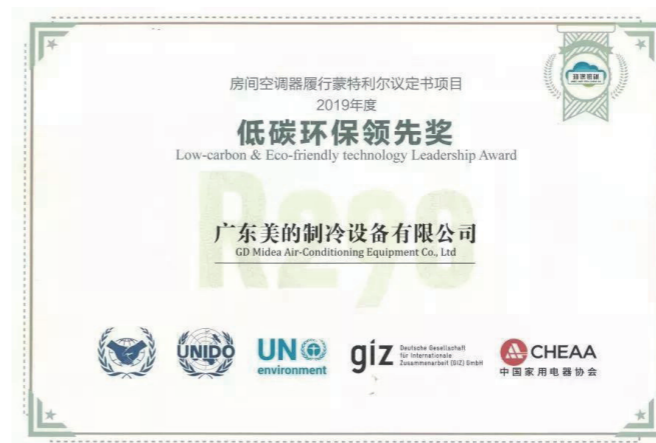 房间空调器履行蒙特利尔议定书项目
2019年度
低碳环保领先奖
Low-carbon & Eco-friendly technology Leadership Award
R290
广东美的制冷设备有限公司
GD Midea Air-Conditioning Equipment Co., Ltd
UNIDO
UN
environment
giz
Deutsche Gesellschaft
für Internationale
Zusammenarbeit (GIZ) GmbH
CHEAA
中国家用电器协会